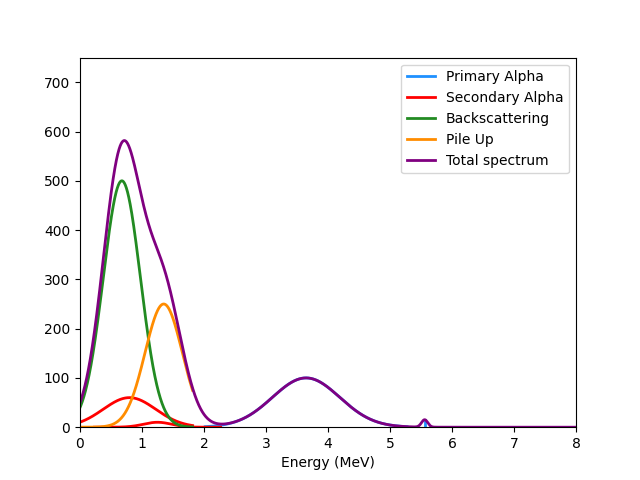 700
600
500
400
300
200
100
0
0 1 2 3 4 5 6 7 8
Energy (MeV)
Primary Alpha
Secondary Alpha
Backscattering
Pile Up
Total spectrum